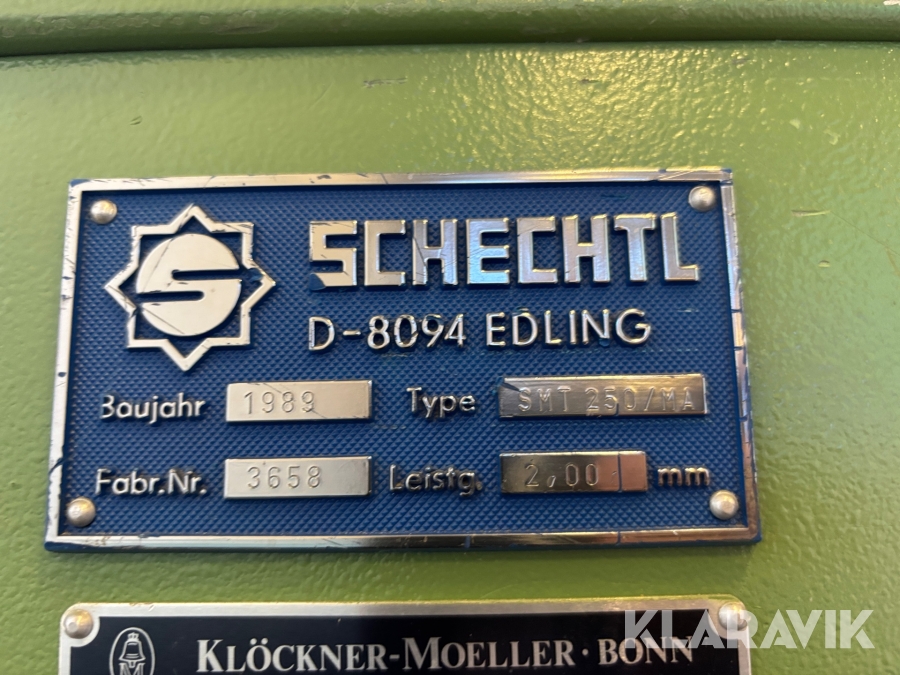 S SCHECHTL
D-8094 EDLING
Baujahr 1989 Type SMT 250/MA
Fabr.Nr. 3658 Leistg. 2,00 mm
KLÖCKNER-MOELLER · BONN
KLARAVIK